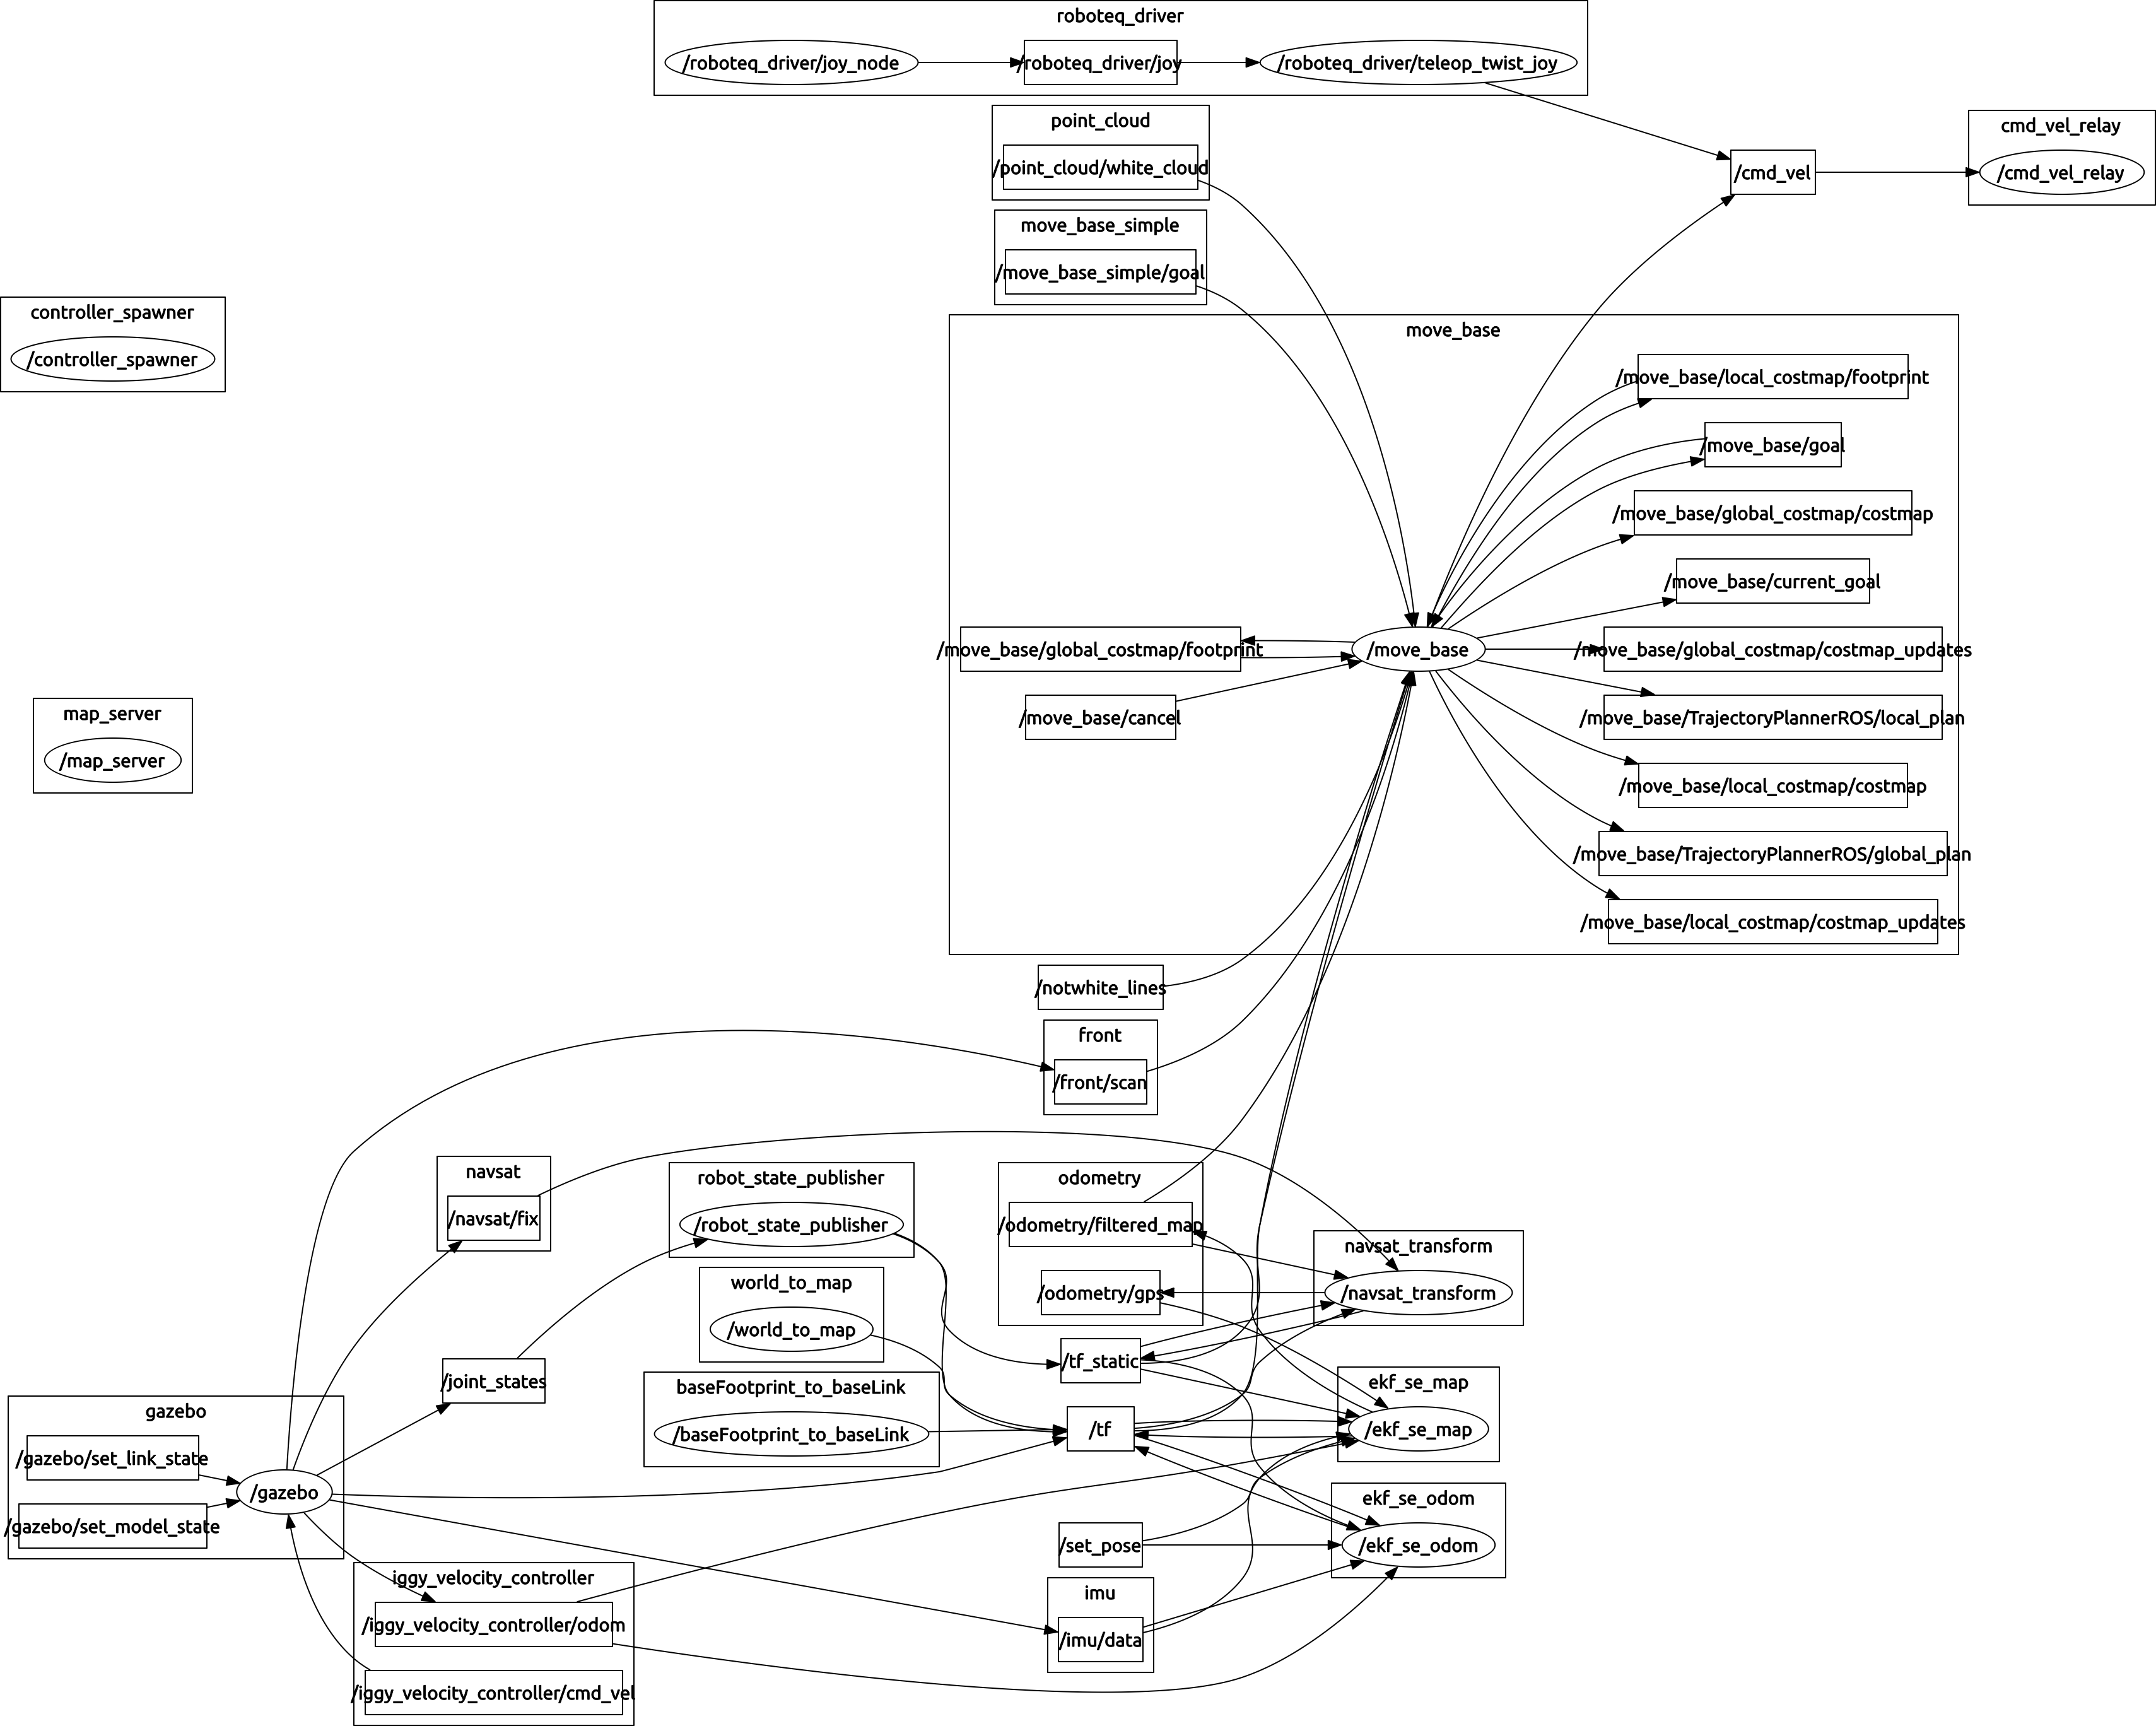 roboteq_driver
/roboteq_driver/joy_node
/roboteq_driver/joy
/roboteq_driver/teleop_twist_joy
point_cloud
/point_cloud/white_cloud
cmd_vel_relay
/cmd_vel
/cmd_vel_relay
move_base_simple
/move_base_simple/goal
controller_spawner
/controller_spawner
move_base
/move_base/local_costmap/footprint
/move_base/goal
/move_base/global_costmap/costmap
/move_base/current_goal
/move_base/global_costmap/footprint
/move_base
/move_base/global_costmap/costmap_updates
/move_base/cancel
/move_base/TrajectoryPlannerROS/local_plan
map_server
/map_server
/move_base/local_costmap/costmap
/move_base/TrajectoryPlannerROS/global_plan
/move_base/local_costmap/costmap_updates
/notwhite_lines
front
/front/scan
navsat
/navsat/fix
robot_state_publisher
/robot_state_publisher
odometry
/odometry/filtered_map
/odometry/gps
navsat_transform
/navsat_transform
world_to_map
/world_to_map
/tf_static
/joint_states
baseFootprint_to_baseLink
/baseFootprint_to_baseLink
/tf
ekf_se_map
/ekf_se_map
gazebo
/gazebo/set_link_state
/gazebo
/gazebo/set_model_state
ekf_se_odom
/ekf_se_odom
/set_pose
iggy_velocity_controller
/iggy_velocity_controller/odom
/iggy_velocity_controller/cmd_vel
imu
/imu/data